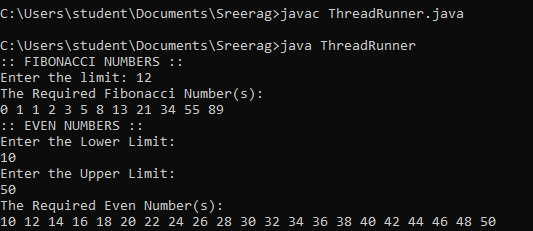 C:\Users\student\Documents\Sreerag>javac ThreadRunner.java
C:\Users\student\Documents\Sreerag>java ThreadRunner
:: FIBONACCI NUMBERS ::
Enter the limit: 12
The Required Fibonacci Number(s):
0 1 1 2 3 5 8 13 21 34 55 89
:: EVEN NUMBERS ::
Enter the Lower Limit:
10
Enter the Upper Limit:
50
The Required Even Number(s):
10 12 14 16 18 20 22 24 26 28 30 32 34 36 38 40 42 44 46 48 50